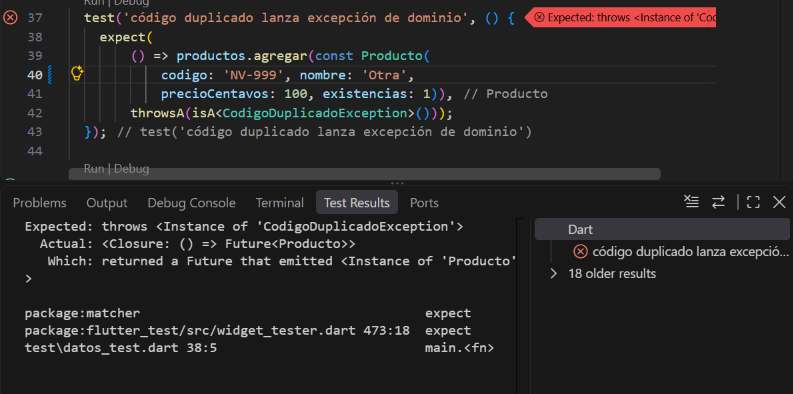 Run | Debug
37 test('código duplicado lanza excepción de dominio', () { Expected: throws <Instance of 'Cod
38 expect(
39 () => productos.agregar(const Producto(
40 codigo: 'NV-999', nombre: 'Otra',
41 precioCentavos: 100, existencias: 1)), // Producto
42 throwsA(isA<CodigoDuplicadoException>()));
43 }); // test('código duplicado lanza excepción de dominio')
44
Run | Debug
Problems Output Debug Console Terminal Test Results Ports
Expected: throws <Instance of 'CodigoDuplicadoException'>
Actual: <Closure: () => Future<Producto>>
Which: returned a Future that emitted <Instance of 'Producto'
>
package:matcher expect
package:flutter_test/src/widget_tester.dart 473:18 expect
test\datos_test.dart 38:5 main.<fn>
Dart
código duplicado lanza excepció...
18 older results